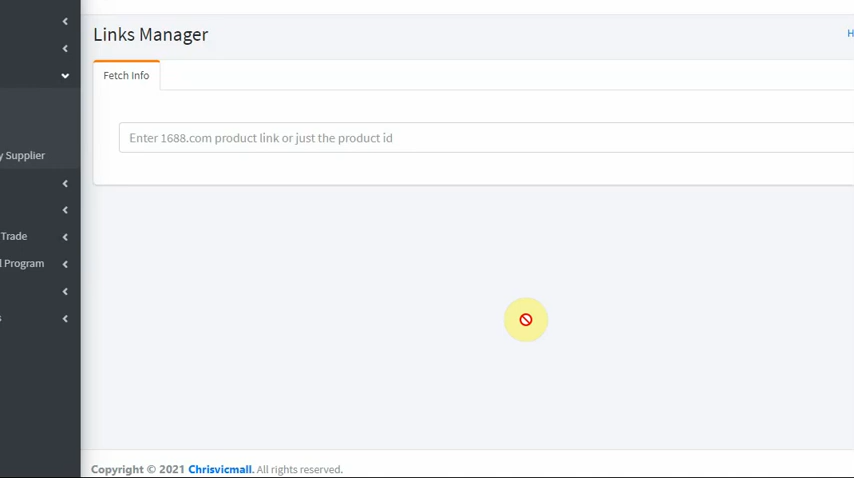 Links Manager
H
Fetch Info
Enter 1688.com product link or just the product id
y Supplier
Trade
l Program
s
Copyright © 2021 Chrisvicmall. All rights reserved.